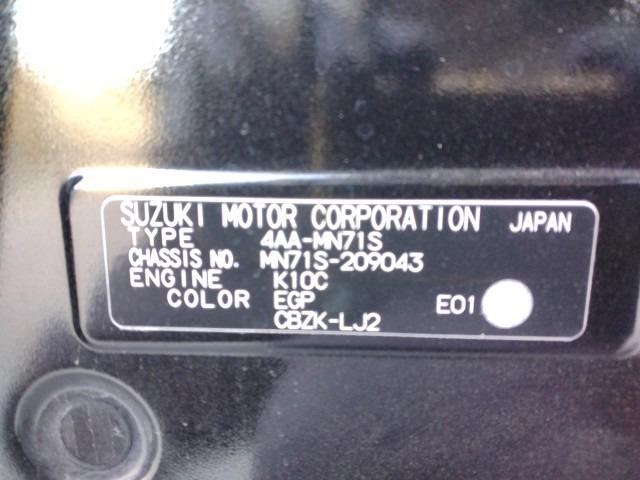 SUZUKI MOTOR CORPORATION JAPAN
TYPE 4AA-MN71S
CHASSIS NO. MN71S-209043
ENGINE K10C
COLOR EGP E01
CBZK-LJ2